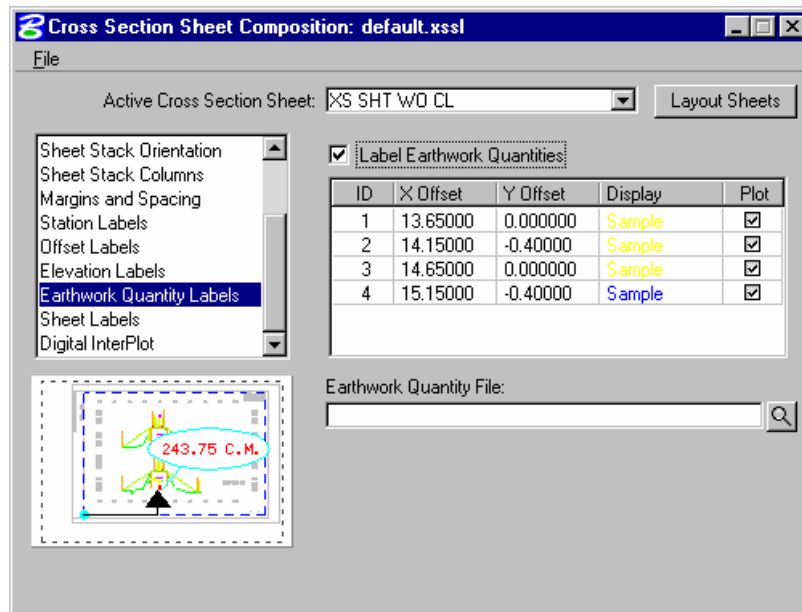 Cross Section Sheet Composition: default.xssl
File
Active Cross Section Sheet: XS SHT WO CL Layout Sheets
Sheet Stack Orientation
Sheet Stack Columns
Margins and Spacing
Station Labels
Offset Labels
Elevation Labels
Earthwork Quantity Labels
Sheet Labels
Digital InterPlot
Label Earthwork Quantities
ID X Offset Y Offset Display Plot
1 13.65000 0.000000 Sample
2 14.15000 -0.40000 Sample
3 14.65000 0.000000 Sample
4 15.15000 -0.40000 Sample
Earthwork Quantity File:
243.75 C.M.